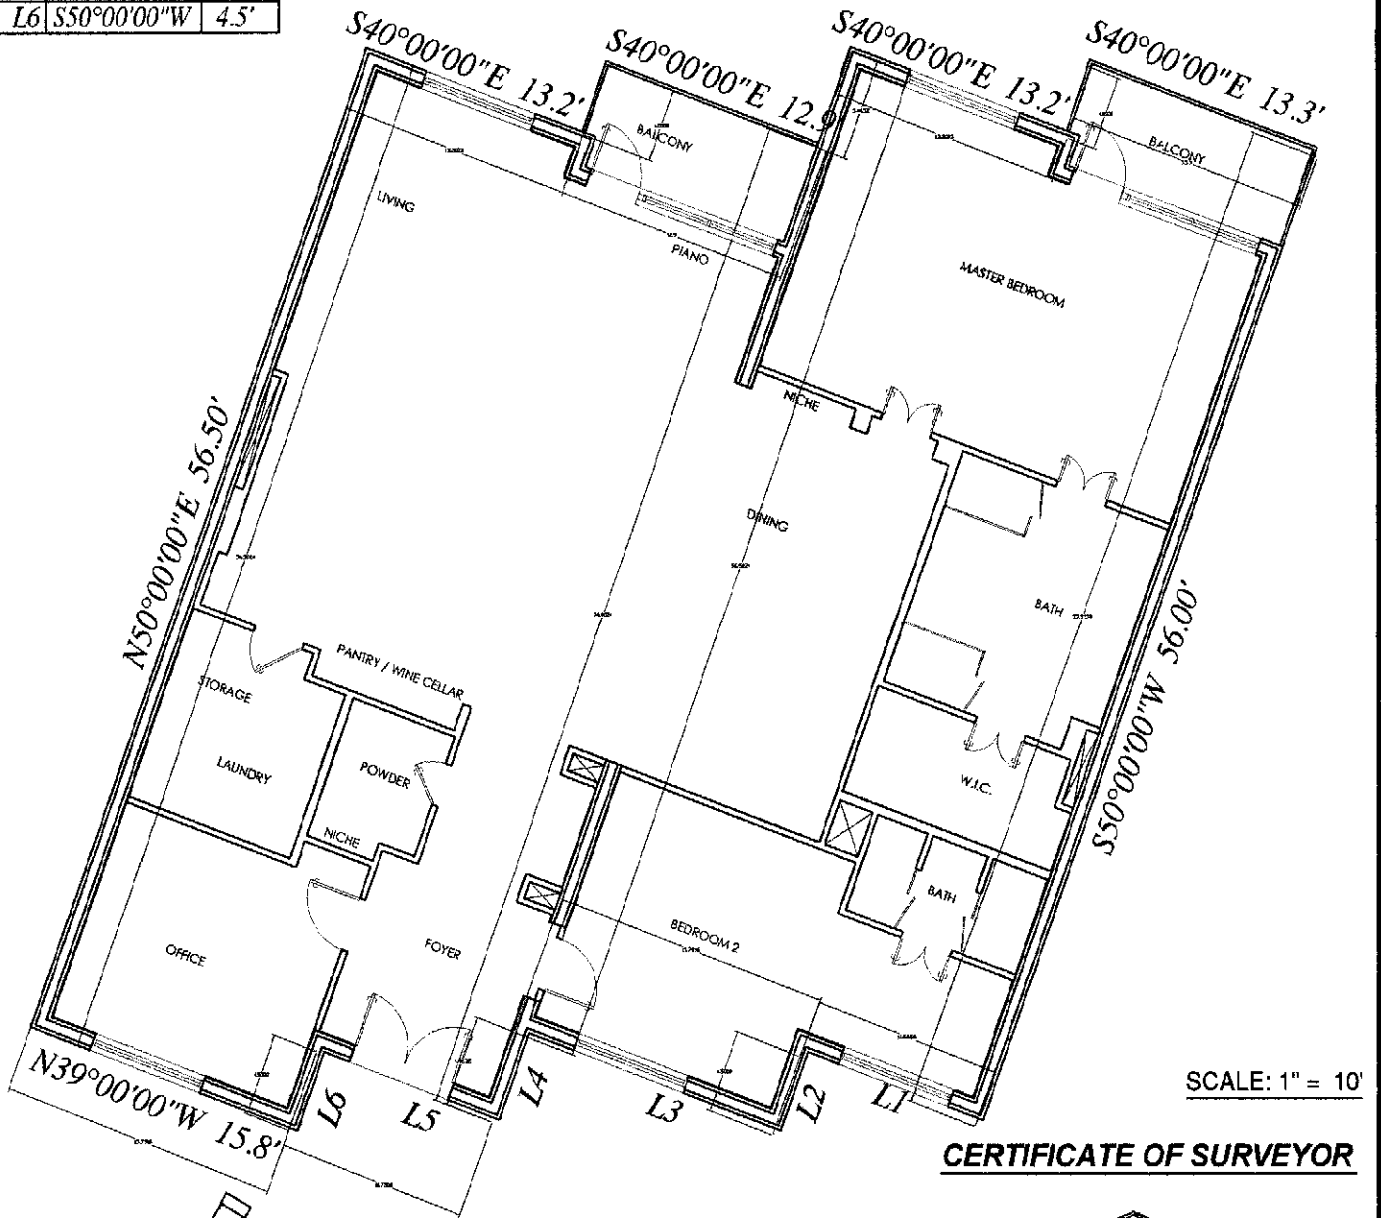 L6 S50°00'00"W 4.5'
S40°00'00"E 13.2'
S40°00'00"E 12.9'
S40°00'00"E 13.2'
S40°00'00"E 13.3'
BALCONY
BALCONY
LIVING
PIANO
MASTER BEDROOM
NICHE
N50°00'00"E 56.50'
DINING
BATH
S50°00'00"W 56.00'
PANTRY / WINE CELLAR
STORAGE
LAUNDRY
POWDER
W.I.C.
NICHE
BATH
BEDROOM 2
FOYER
OFFICE
N39°00'00"W 15.8'
L6
L5
L4
L3
L2
L1
SCALE: 1" = 10'
CERTIFICATE OF SURVEYOR